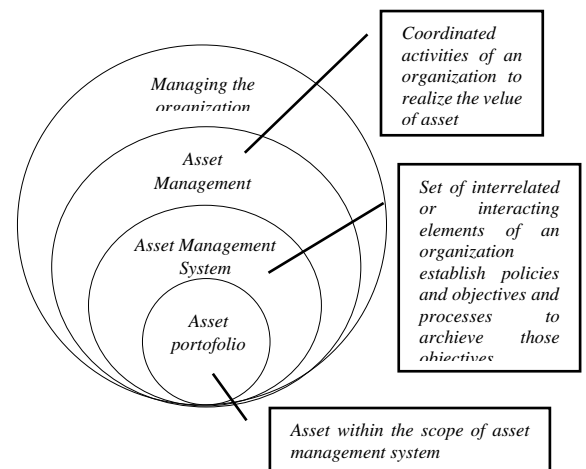 Managing the
organization
Asset
Management
Asset Management
System
Asset
portofolio
Coordinated
activities of an
organization to
realize the velue
of asset
Set of interrelated
or interacting
elements of an
organization
establish policies
and objectives and
processes to
archieve those
objectives
Asset within the scope of asset
management system